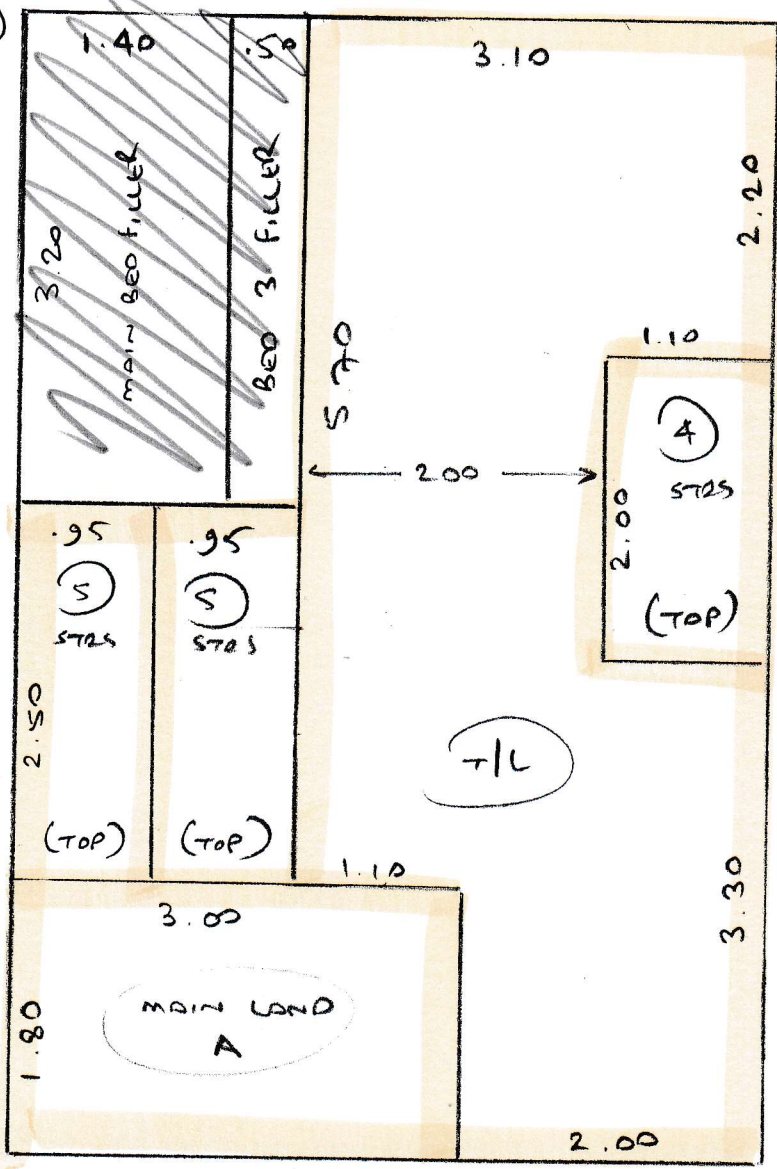 1.40
.50
3.10
3.20
MAIN BED FILLER
BED 3 FILLER
2.20
5.70
1.10
4
STRS
2.00
2.00
(TOP)
.95
.95
5
5
STRS
STRS
2.50
(TOP)
(TOP)
T/L
1.10
3.00
3.30
MAIN LAND
A
1.80
2.00